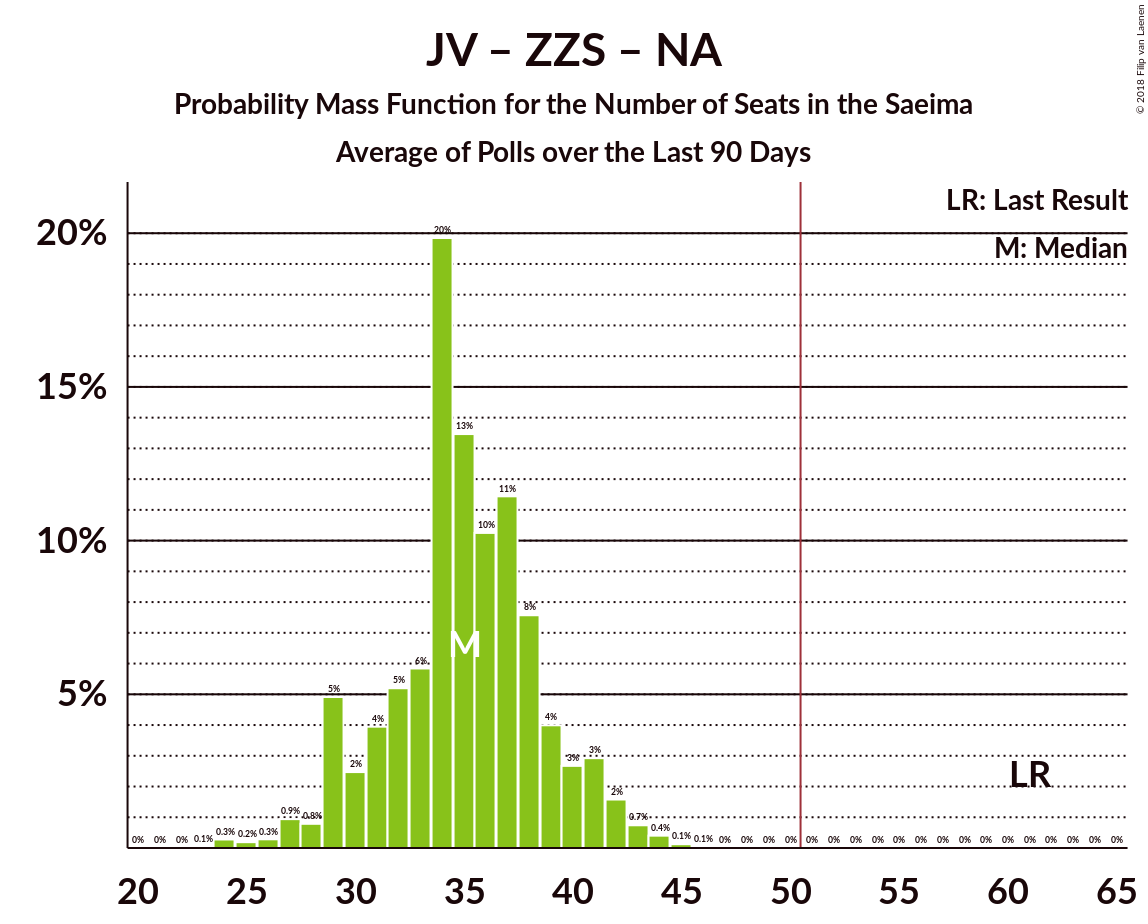 JV – ZZS – NA
Probability Mass Function for the Number of Seats in the Saeima
Average of Polls over the Last 90 Days
© 2018 Filip van Laenen
LR: Last Result
M: Median
20%
15%
10%
5%
0% 0% 0% 0.1% 0.3% 0.2% 0.3% 0.9% 0.8% 5% 2% 4% 5% 6% 20% 13% 10% 11% 8% 4% 3% 3% 2% 0.7% 0.4% 0.1% 0.1% 0% 0% 0% 0% 0% 0% 0% 0% 0% 0% 0% 0% 0% 0% 0% 0% 0% 0% 0%
M
LR
20 25 30 35 40 45 50 55 60 65